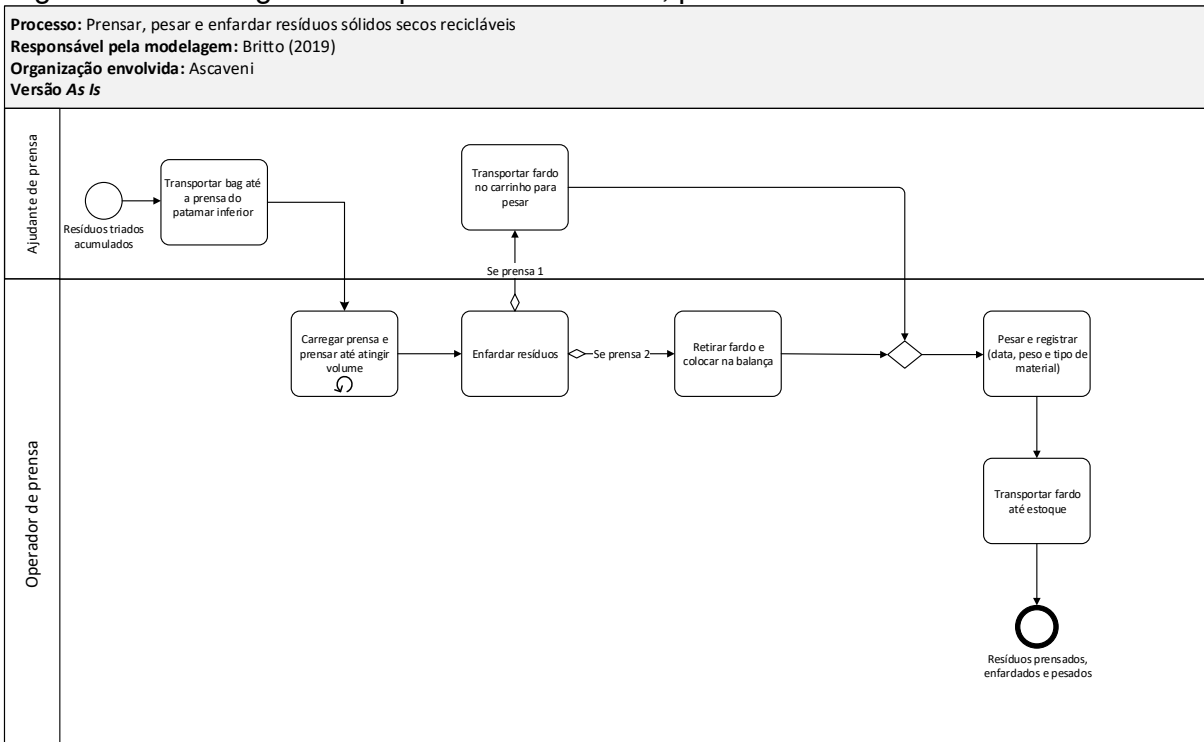 Processo: Prensar, pesar e enfardar resíduos sólidos secos recicláveis
Responsável pela modelagem: Britto (2019)
Organização envolvida: Ascaveni
Versão As Is
Ajudante de prensa
Resíduos triados
acumulados
Transportar bag até
a prensa do
patamar inferior
Transportar fardo
no carrinho para
pesar
Se prensa 1
Operador de prensa
Carregar prensa e
prensar até atingir
volume
Enfardar resíduos
Se prensa 2
Retirar fardo e
colocar na balança
Pesar e registrar
(data, peso e tipo de
material)
Transportar fardo
até estoque
Resíduos prensados,
enfardados e pesados